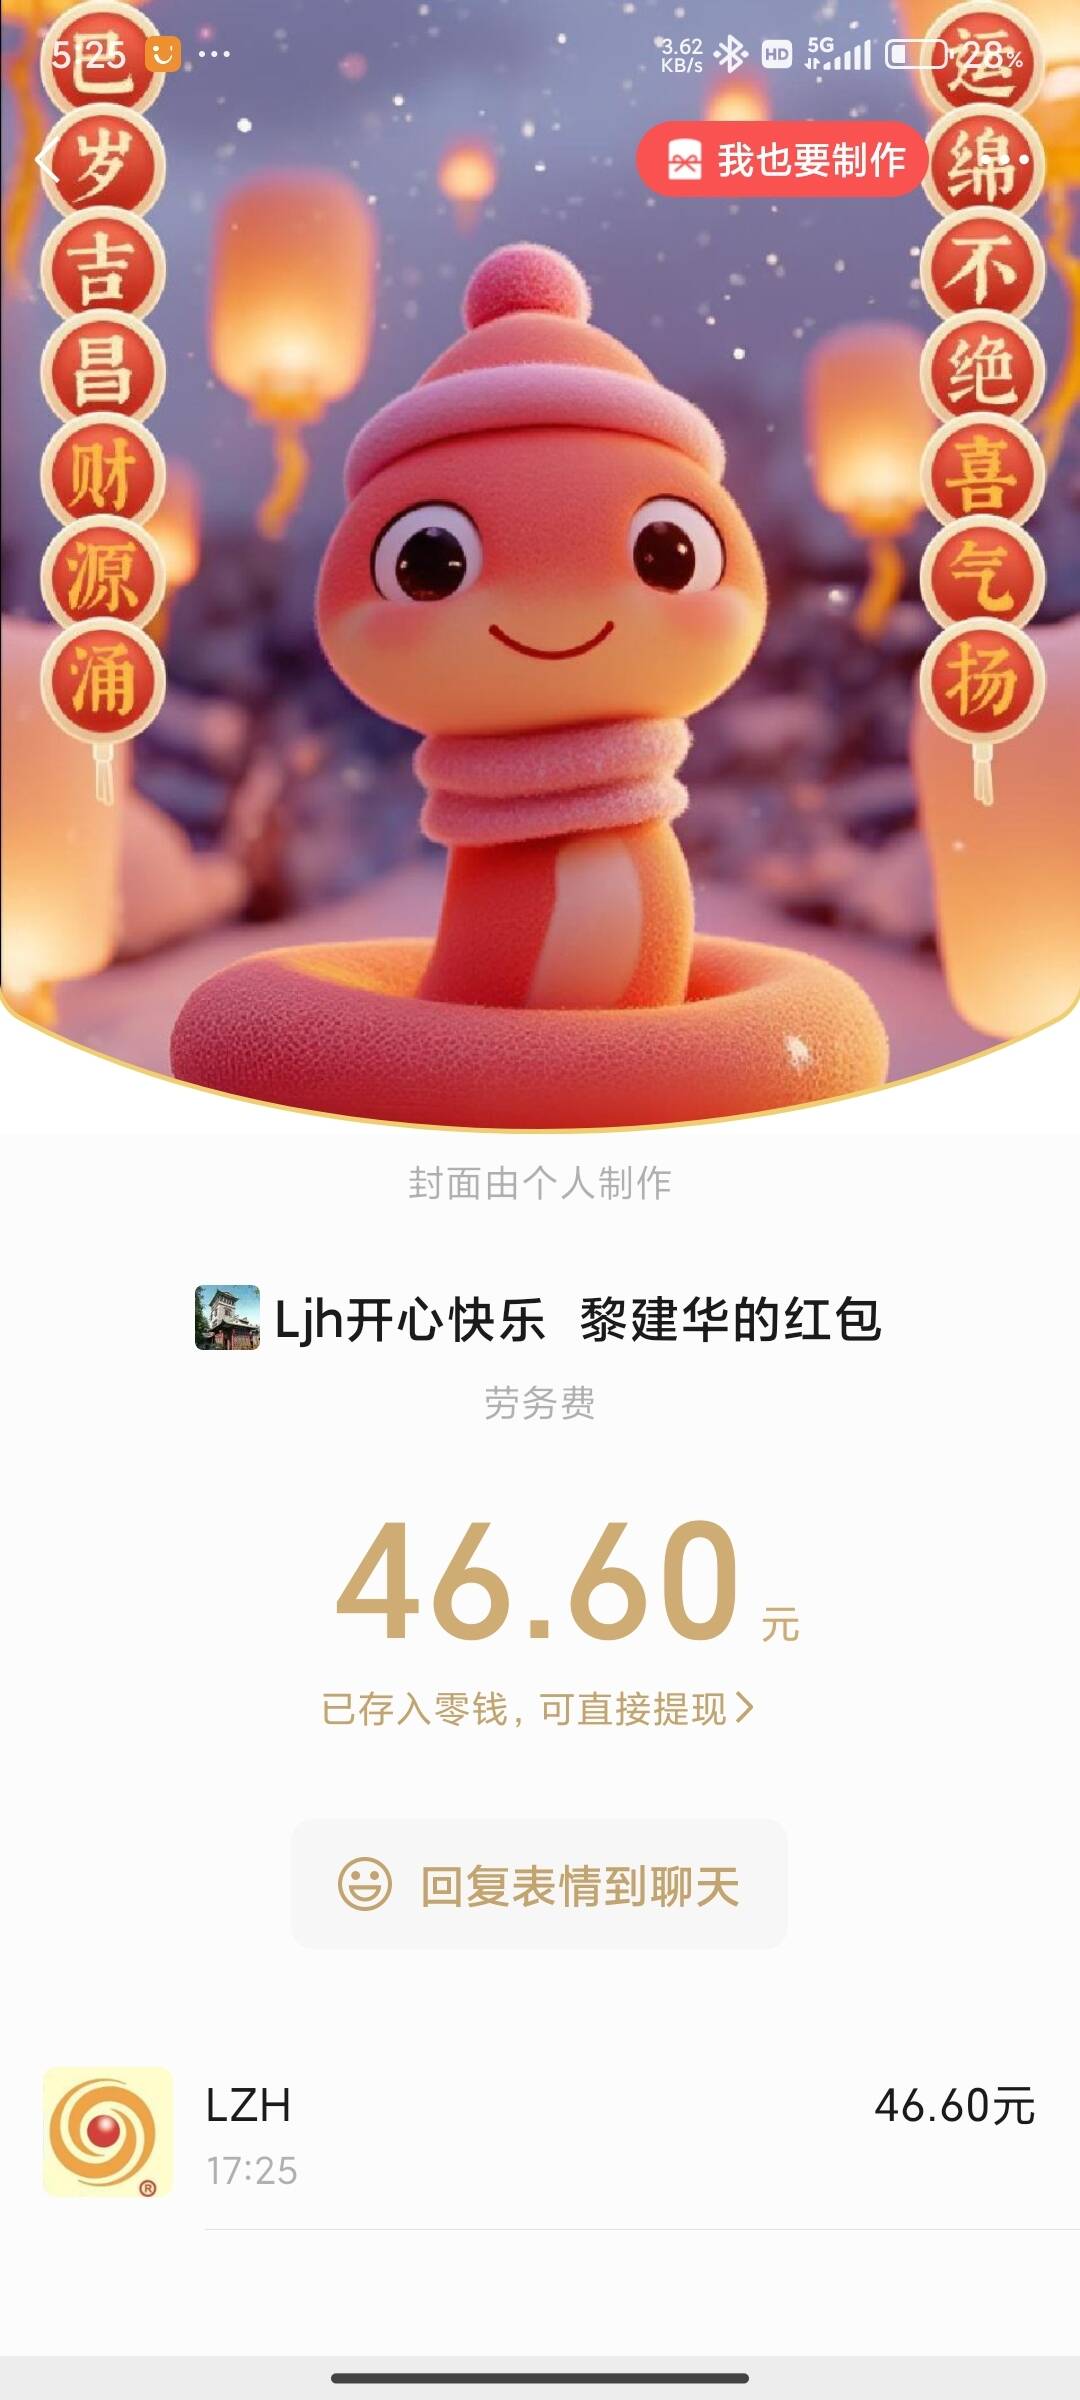 5:25
3.62 KB/s HD 5G 28%
我也要制作
巳岁吉昌财源涌
运绵不绝喜气扬
封面由个人制作
Ljh开心快乐 黎建华的红包
劳务费
46.60元
已存入零钱，可直接提现
回复表情到聊天
LZH 46.60元
17:25
®